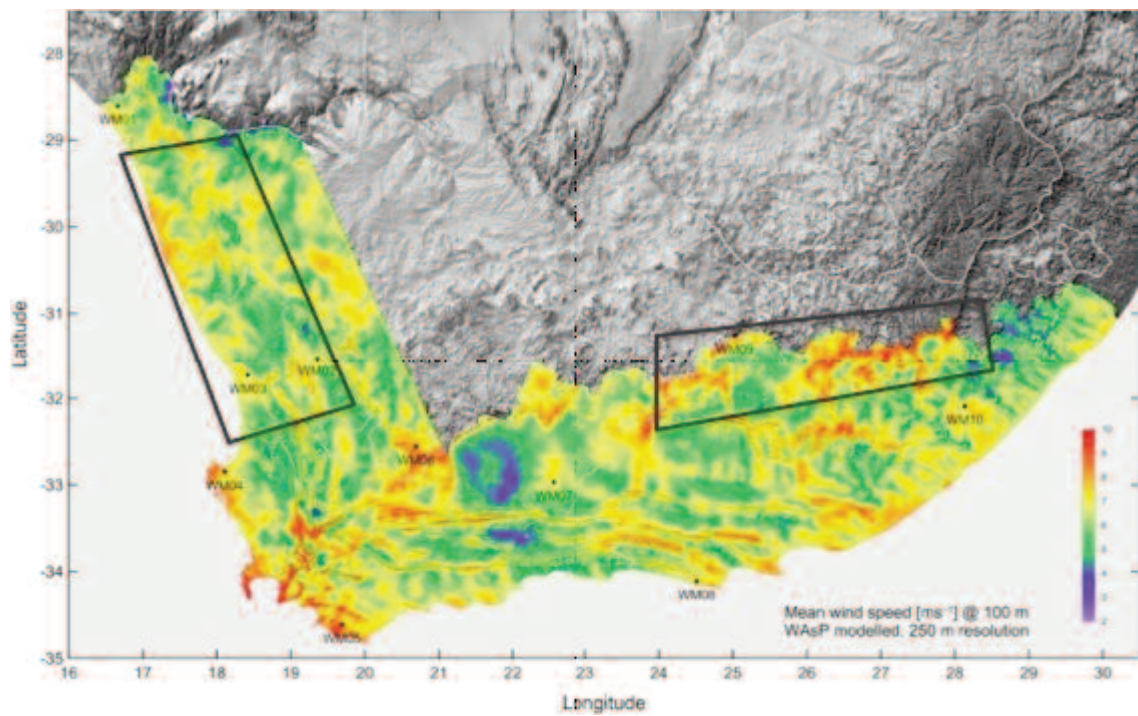 -28
-29
-30
-31
-32
-33
-34
-35
Latitude
WM01
WM02
WM03
WM04
WM05
WM06
WM07
WM08
WM09
WM10
10
9
8
7
6
5
4
3
2
Mean wind speed [ms⁻¹] @ 100 m
WAsP modelled. 250 m resolution
16 17 18 19 20 21 22 23 24 25 26 27 28 29 30
Longitude